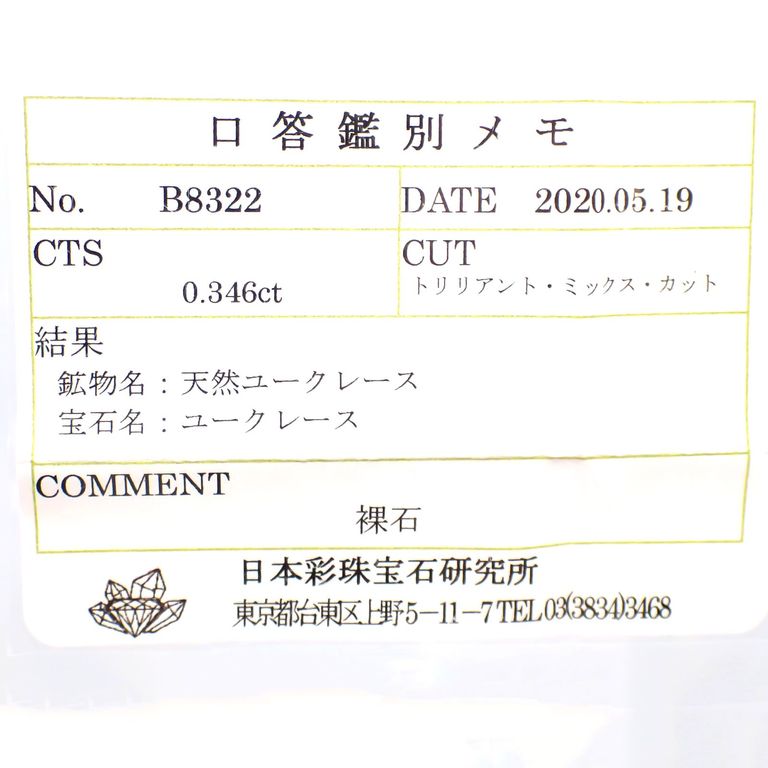 口答鑑別メモ
No. B8322 DATE 2020.05.19
CTS CUT
0.346ct トリリアント・ミックス・カット
結果
鉱物名：天然ユークレース
宝石名：ユークレース
COMMENT
裸石
日本彩珠宝石研究所
東京都台東区上野5－11－7 TEL 03(3834)3468